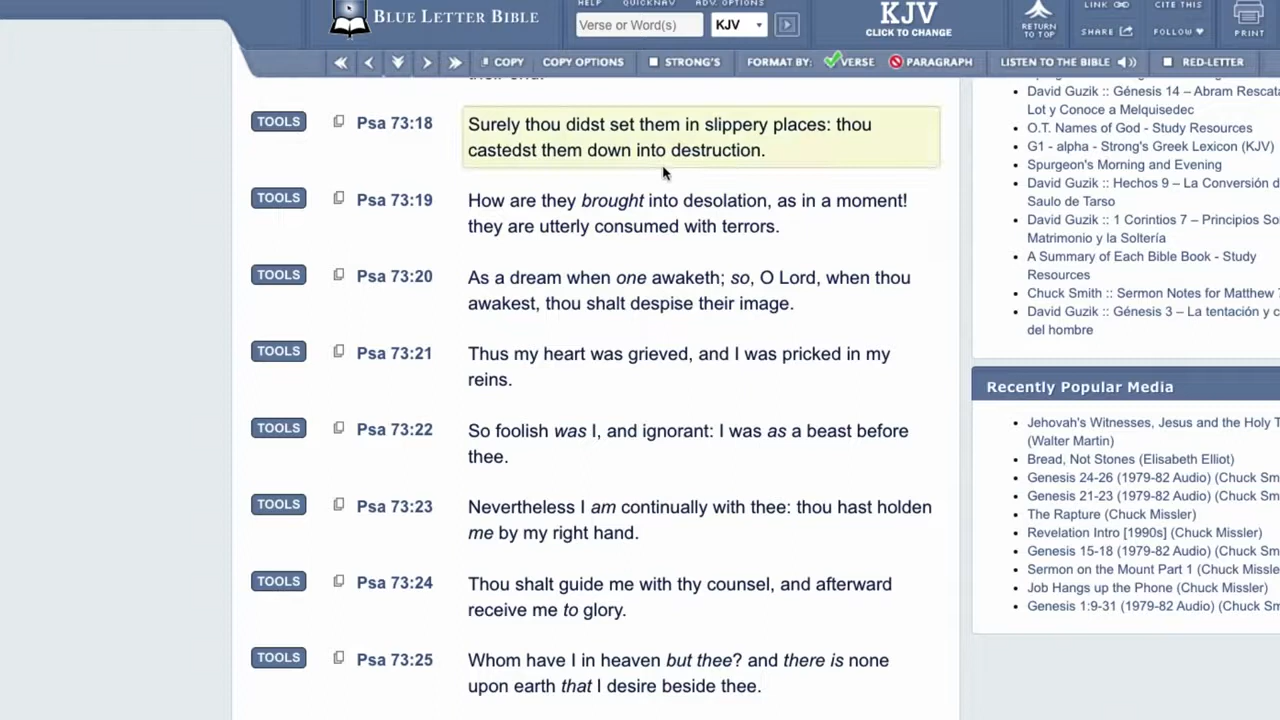 BLUE LETTER BIBLE
HELP QUICKNAV ADV. OPTIONS
Verse or Word(s)
KJV
KJV
CLICK TO CHANGE
RETURN
TO TOP
LINK
SHARE
CITE THIS
FOLLOW
PRINT
COPY COPY OPTIONS STRONG'S FORMAT BY: VERSE PARAGRAPH LISTEN TO THE BIBLE RED-LETTER
their end.
TOOLS Psa 73:18 Surely thou didst set them in slippery places: thou
castedst them down into destruction.
TOOLS Psa 73:19 How are they brought into desolation, as in a moment!
they are utterly consumed with terrors.
TOOLS Psa 73:20 As a dream when one awaketh; so, O Lord, when thou
awakest, thou shalt despise their image.
TOOLS Psa 73:21 Thus my heart was grieved, and I was pricked in my
reins.
TOOLS Psa 73:22 So foolish was I, and ignorant: I was as a beast before
thee.
TOOLS Psa 73:23 Nevertheless I am continually with thee: thou hast holden
me by my right hand.
TOOLS Psa 73:24 Thou shalt guide me with thy counsel, and afterward
receive me to glory.
TOOLS Psa 73:25 Whom have I in heaven but thee? and there is none
upon earth that I desire beside thee.
David Guzik :: Génesis 14 – Abram Rescata
Lot y Conoce a Melquisedec
O.T. Names of God - Study Resources
G1 - alpha - Strong's Greek Lexicon (KJV)
Spurgeon's Morning and Evening
David Guzik :: Hechos 9 – La Conversión d
Saulo de Tarso
David Guzik :: 1 Corintios 7 – Principios So
Matrimonio y la Soltería
A Summary of Each Bible Book - Study
Resources
Chuck Smith :: Sermon Notes for Matthew 7
David Guzik :: Génesis 3 – La tentación y c
del hombre
Recently Popular Media
Jehovah's Witnesses, Jesus and the Holy T
(Walter Martin)
Bread, Not Stones (Elisabeth Elliot)
Genesis 24-26 (1979-82 Audio) (Chuck Sm
Genesis 21-23 (1979-82 Audio) (Chuck Sm
The Rapture (Chuck Missler)
Revelation Intro [1990s] (Chuck Missler)
Genesis 15-18 (1979-82 Audio) (Chuck Sm
Sermon on the Mount Part 1 (Chuck Missle
Job Hangs up the Phone (Chuck Missler)
Genesis 1:9-31 (1979-82 Audio) (Chuck Sm